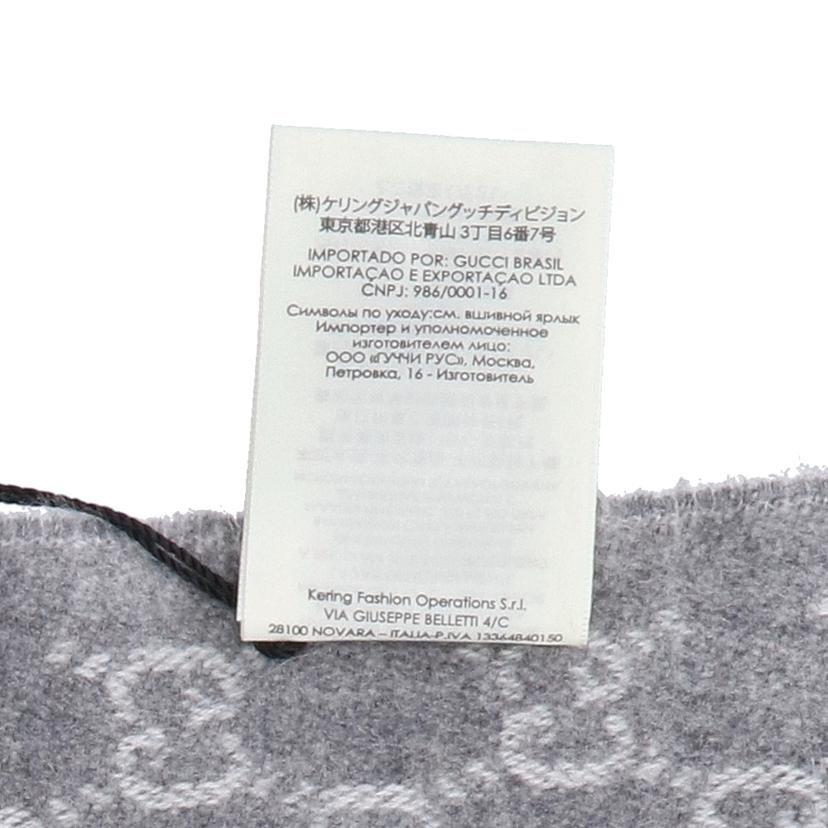 (株)ケリングジャパングッチディビジョン
東京都港区北青山 3丁目6番7号
IMPORTADO POR: GUCCI BRASIL
IMPORTAÇAO E EXPORTAÇAO LTDA
CNPJ: 986/0001-16
Символы по уходу:см. вшивной ярлык
Импортер и уполномоченное
изготовителем лицо:
ООО «ГУЧЧИ РУС», Москва,
Петровка, 16 - Изготовитель
Kering Fashion Operations S.r.l.
VIA GIUSEPPE BELLETTI 4/C
28100 NOVARA – ITALIA-P.IVA 13364840150